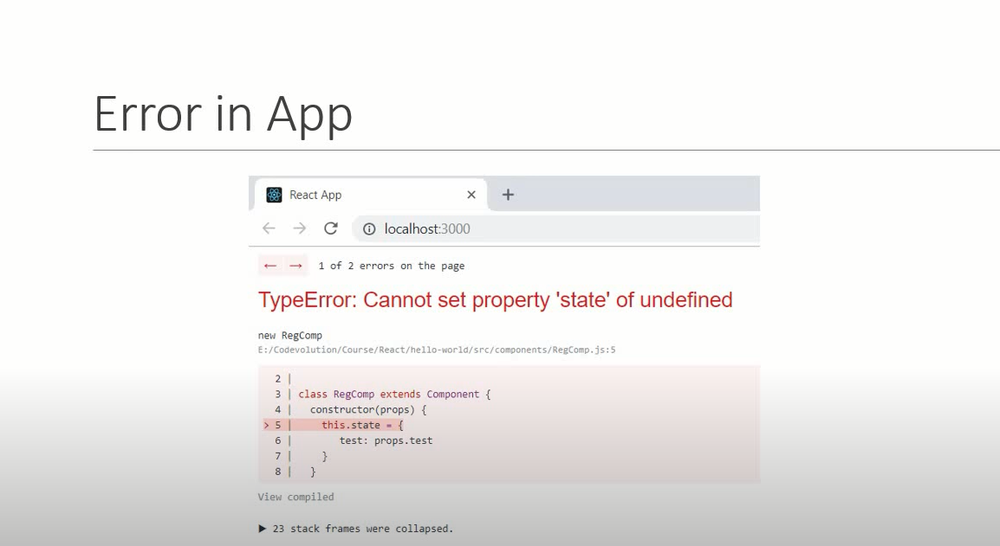 Error in App
React App
localhost:3000
1 of 2 errors on the page
TypeError: Cannot set property 'state' of undefined
new RegComp
E:/Codevolution/Course/React/hello-world/src/components/RegComp.js:5
2 |
3 | class RegComp extends Component {
4 |   constructor(props) {
> 5 |     this.state = {
6 |       test: props.test
7 |     }
8 |   }
View compiled
▶ 23 stack frames were collapsed.